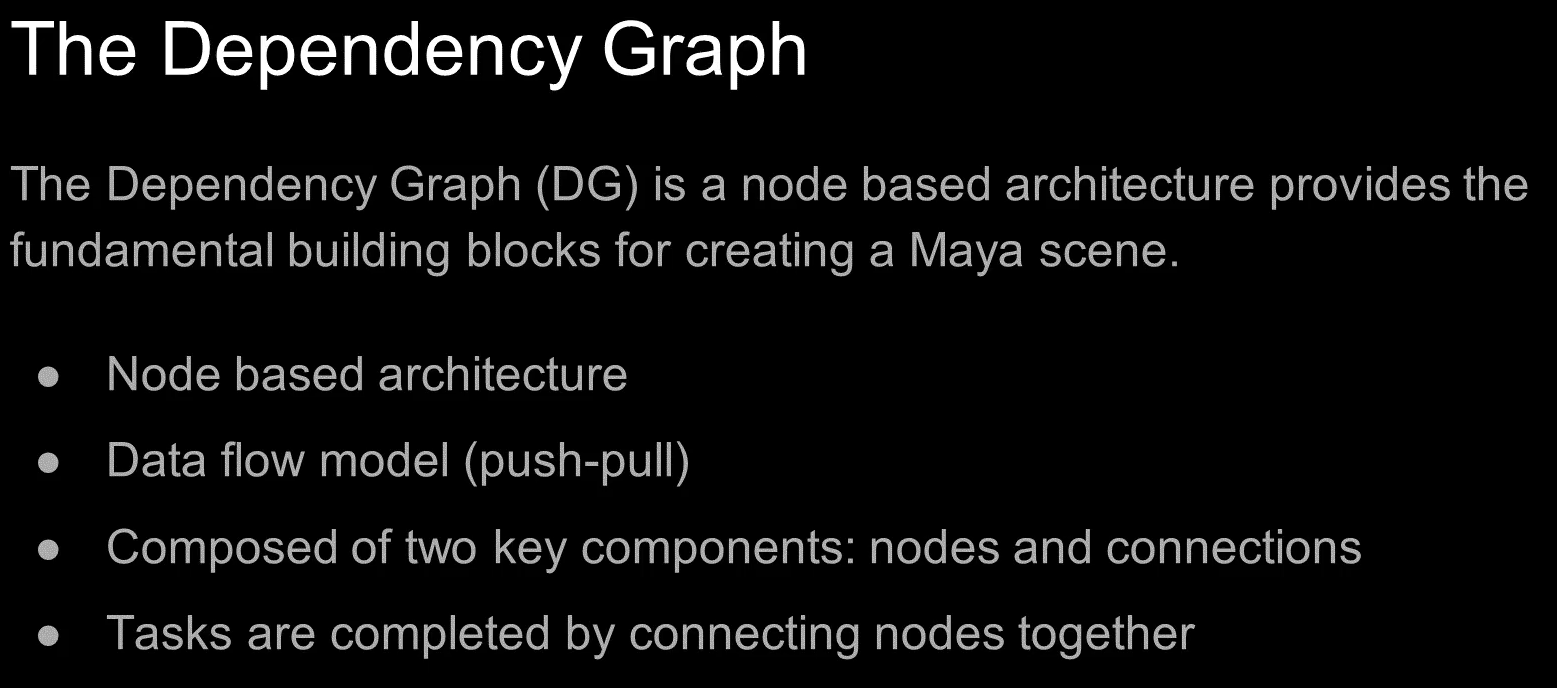 The Dependency Graph
The Dependency Graph (DG) is a node based architecture provides the
fundamental building blocks for creating a Maya scene.
● Node based architecture
● Data flow model (push-pull)
● Composed of two key components: nodes and connections
● Tasks are completed by connecting nodes together